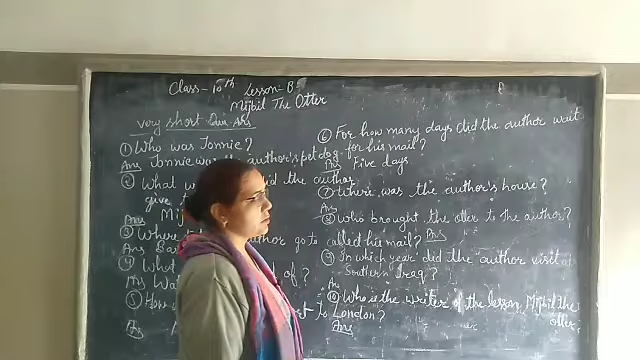 Class-10th Lesson-8
Mijbil The Otter
very short Que. Ans
① Who was Jonnie?
Ans Jonnie was the author's pet dog
② What the author
give
Ans Mij
③ Where author go to called his mail?
Ans Bas
④ What of?
Ans Wat
⑤ How to London?
Ans
⑥ For how many days did the author wait
for his mail?
Ans Five days.
⑦ Where was the author's house?
Ans
⑧ Who brought the otter to the author?
Ans
⑨ In which year did the author visit
Southern Iraq?
Ans
⑩ Who is the writer of the lesson Mijbil the
otter.
Ans